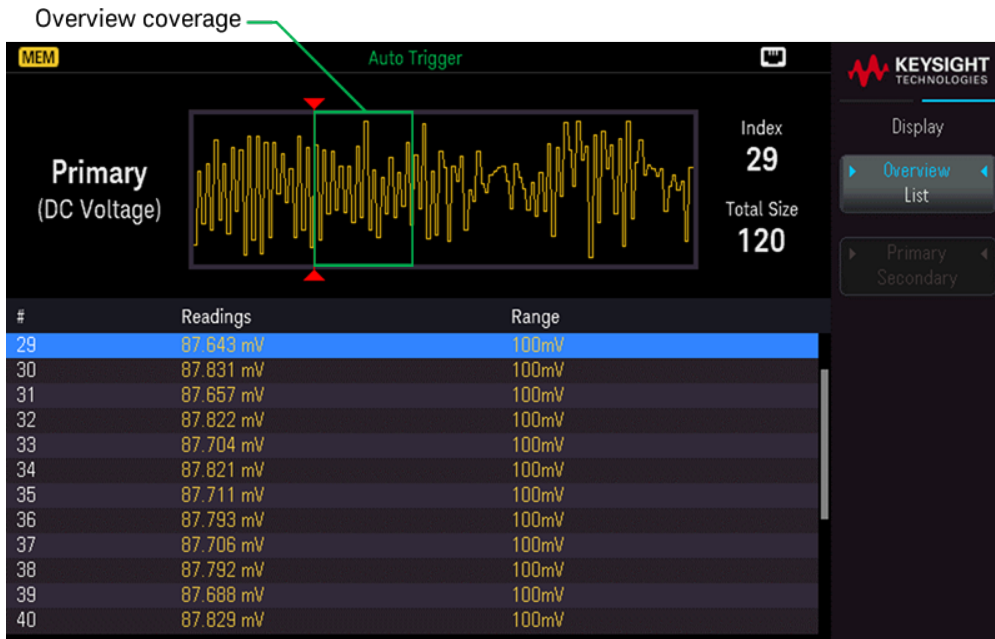 Overview coverage
MEM
Auto Trigger
KEYSIGHT
TECHNOLOGIES
Primary
(DC Voltage)
Index
29
Total Size
120
Display
Overview
List
Primary
Secondary
# Readings Range
29 87.643 mV 100mV
30 87.831 mV 100mV
31 87.657 mV 100mV
32 87.822 mV 100mV
33 87.704 mV 100mV
34 87.821 mV 100mV
35 87.711 mV 100mV
36 87.793 mV 100mV
37 87.706 mV 100mV
38 87.792 mV 100mV
39 87.688 mV 100mV
40 87.829 mV 100mV